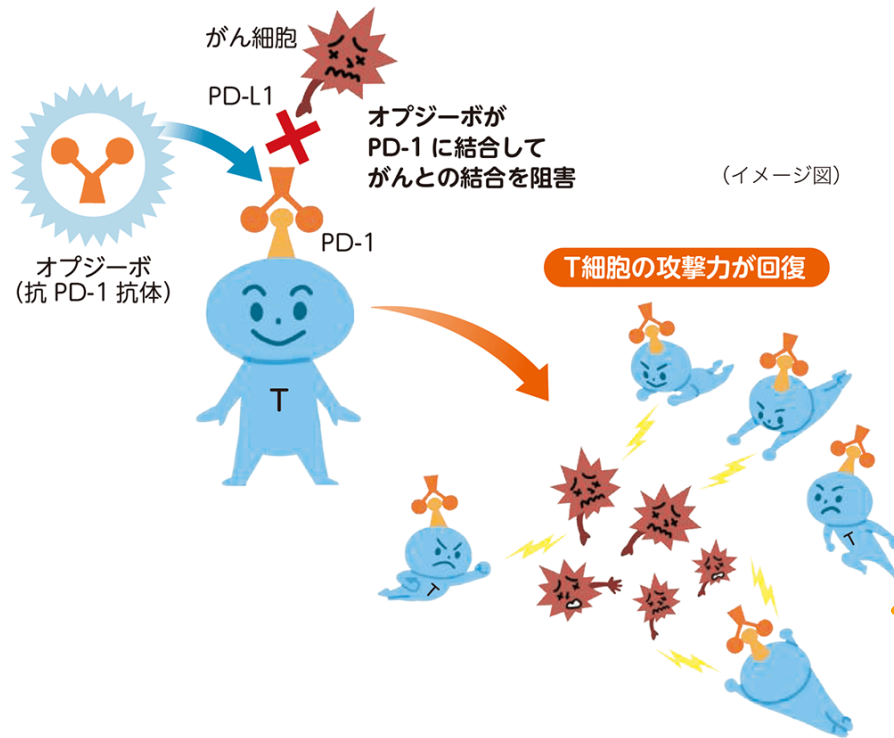 がん細胞
PD-L1
オプジーボが
PD-1 に結合して
がんとの結合を阻害
（イメージ図）
オプジーボ
（抗 PD-1 抗体）
PD-1
T細胞の攻撃力が回復
T
T
T